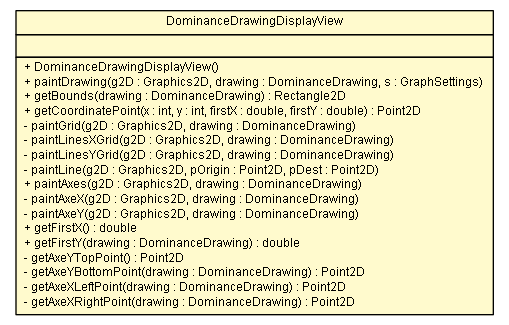 DominanceDrawingDisplayView
+ DominanceDrawingDisplayView()
+ paintDrawing(g2D : Graphics2D, drawing : DominanceDrawing, s : GraphSettings)
+ getBounds(drawing : DominanceDrawing) : Rectangle2D
+ getCoordinatePoint(x : int, y : int, firstX : double, firstY : double) : Point2D
- paintGrid(g2D : Graphics2D, drawing : DominanceDrawing)
- paintLinesXGrid(g2D : Graphics2D, drawing : DominanceDrawing)
- paintLinesYGrid(g2D : Graphics2D, drawing : DominanceDrawing)
- paintLine(g2D : Graphics2D, pOrigin : Point2D, pDest : Point2D)
+ paintAxes(g2D : Graphics2D, drawing : DominanceDrawing)
- paintAxeX(g2D : Graphics2D, drawing : DominanceDrawing)
- paintAxeY(g2D : Graphics2D, drawing : DominanceDrawing)
+ getFirstX() : double
+ getFirstY(drawing : DominanceDrawing) : double
- getAxeYTopPoint() : Point2D
- getAxeYBottomPoint(drawing : DominanceDrawing) : Point2D
- getAxeXLeftPoint(drawing : DominanceDrawing) : Point2D
- getAxeXRightPoint(drawing : DominanceDrawing) : Point2D